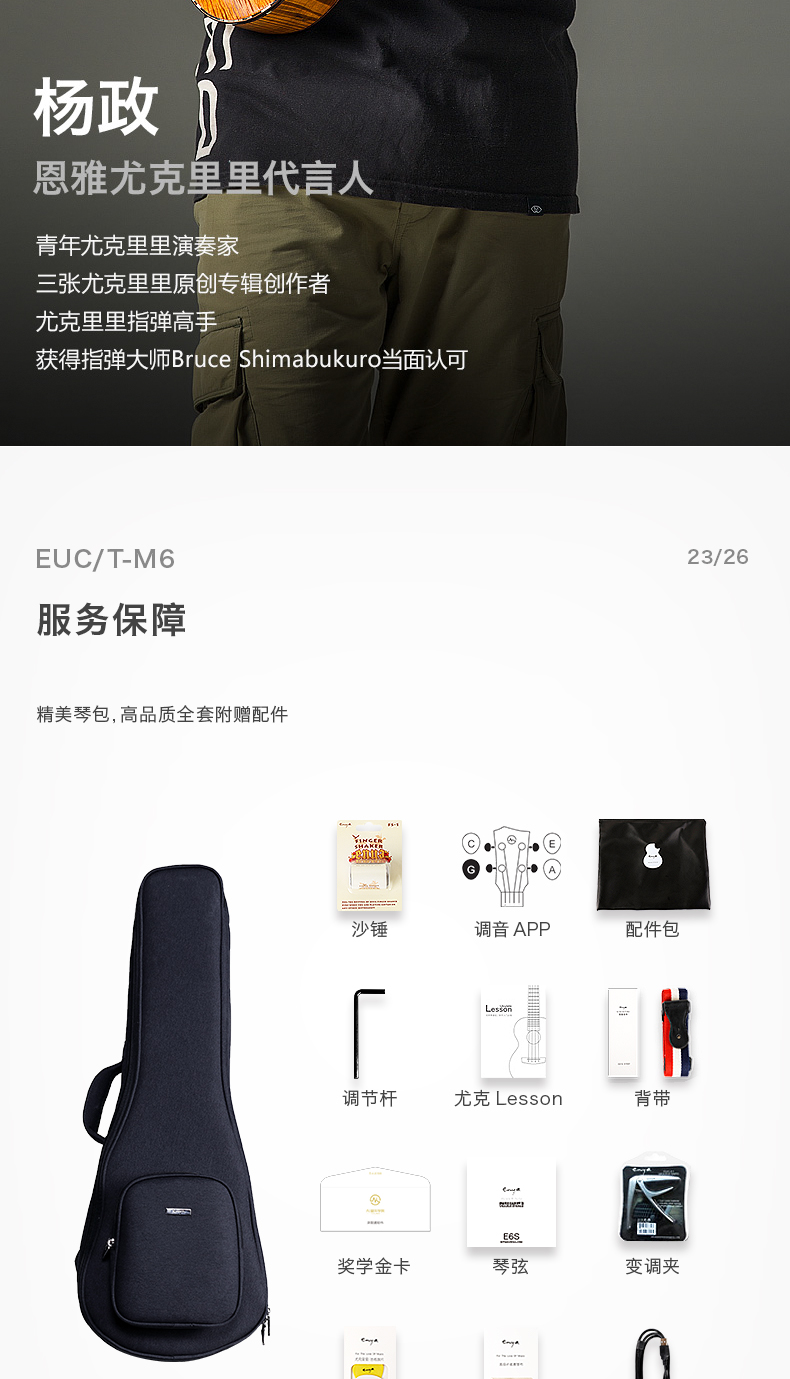 杨政
恩雅尤克里里代言人
青年尤克里里演奏家
三张尤克里里原创专辑创作者
尤克里里指弹高手
获得指弹大师Bruce Shimabukuro当面认可
EUC/T-M6
23/26
服务保障
精美琴包,高品质全套附赠配件
FINGER
SHAKER
沙锤
C
E
G
A
调音 APP
配件包
调节杆
Lesson
尤克 Lesson
背带
奖学金卡
enya
E6S
琴弦
变调夹
enya
enya